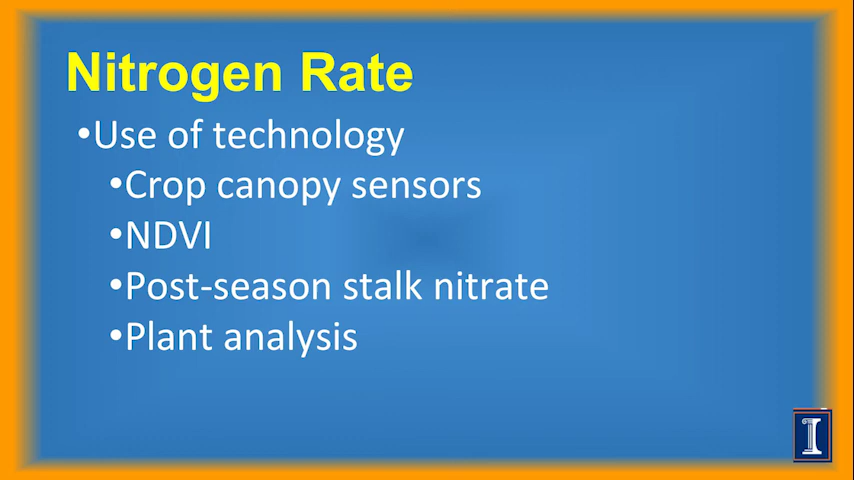 Nitrogen Rate
•Use of technology
•Crop canopy sensors
•NDVI
•Post-season stalk nitrate
•Plant analysis
I